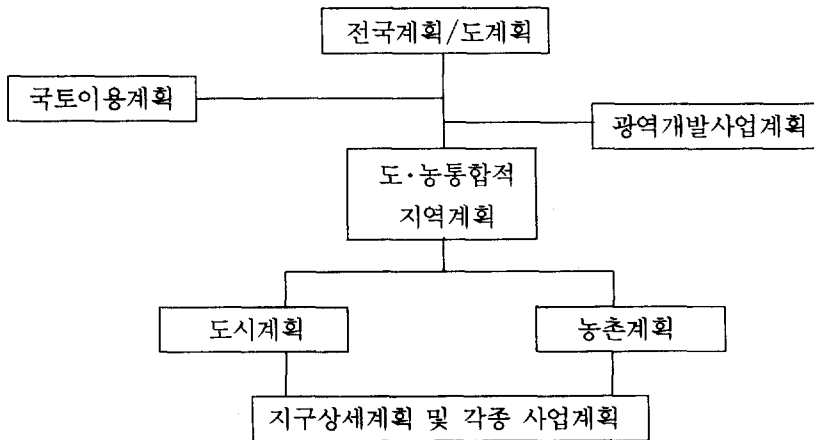 전국계획/도계획
국토이용계획
광역개발사업계획
도·농통합적
지역계획
도시계획
농촌계획
지구상세계획 및 각종 사업계획